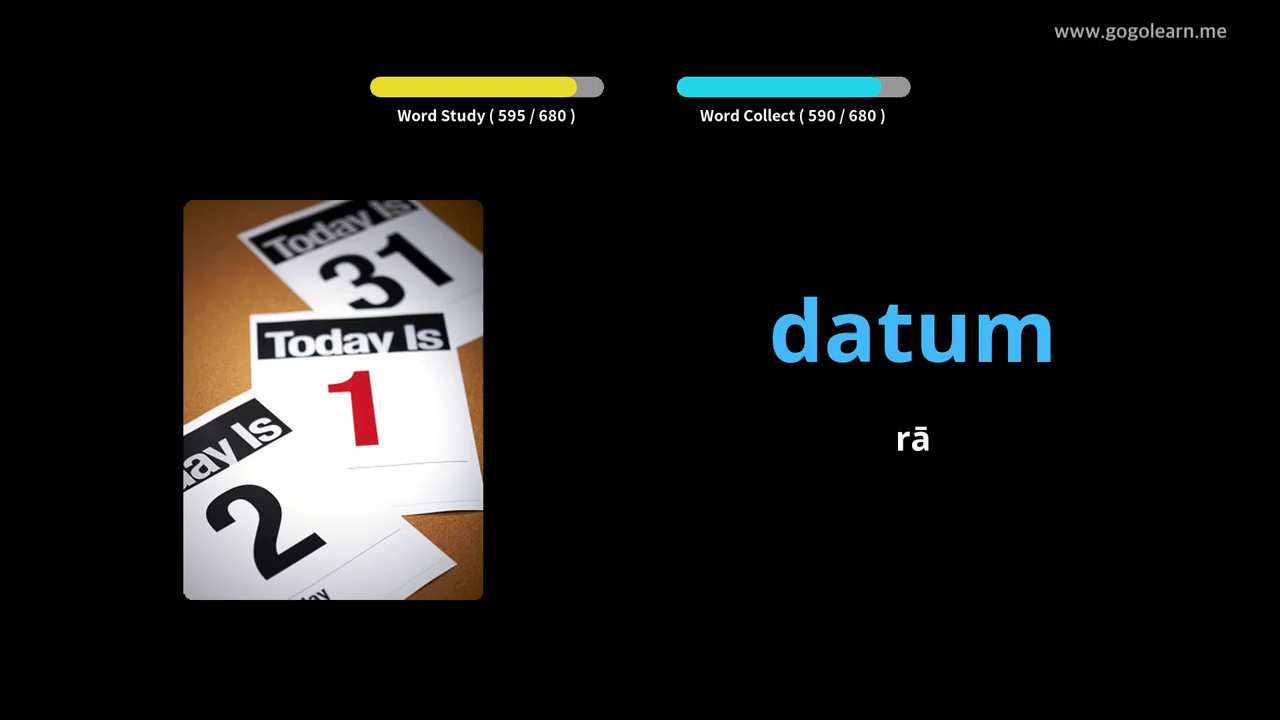 www.gogolearn.me
Word Study ( 595 / 680 )
Word Collect ( 590 / 680 )
Today Is
31
Today Is
1
day Is
2
datum
rā